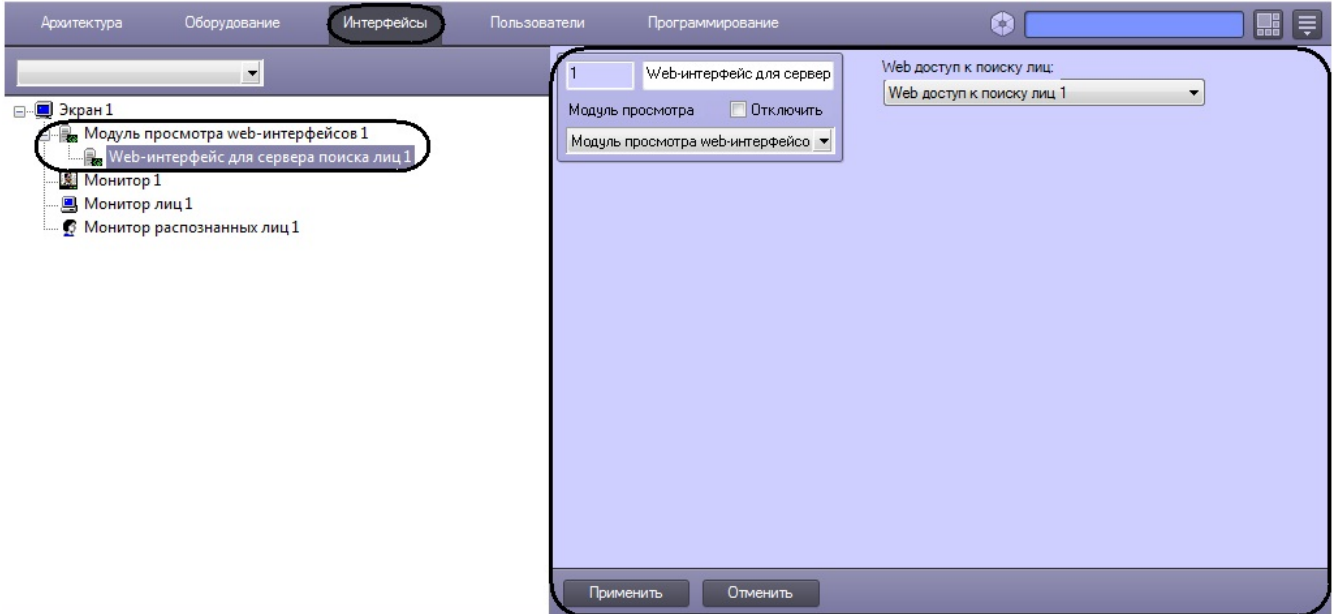 Архитектура Оборудование Интерфейсы Пользователи Программирование
Экран 1
Модуль просмотра web-интерфейсов 1
Web-интерфейс для сервера поиска лиц 1
Монитор 1
Монитор лиц 1
Монитор распознанных лиц 1
1 Web-интерфейс для сервер
Модуль просмотра Отключить
Модуль просмотра web-интерфейсо
Web доступ к поиску лиц:
Web доступ к поиску лиц 1
Применить Отменить